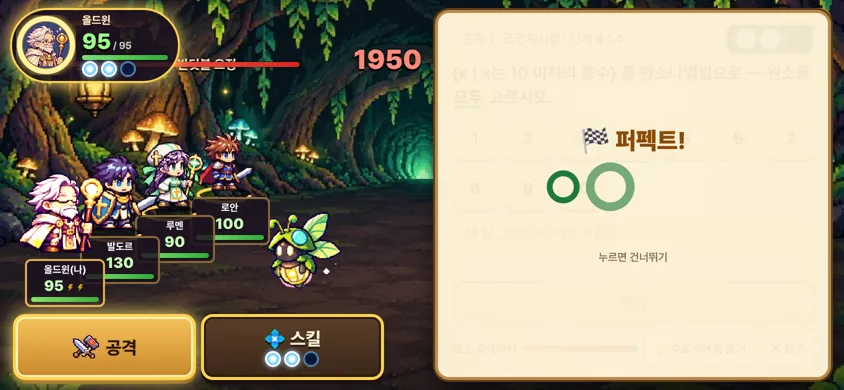 올드윈
95 / 95
1950
로안
100
루멘
90
발도르
130
올드윈(나)
95
공격
스킬
퍼펙트!
누르면 건너뛰기
{x | x는 10 이하의 홀수} 를 원소나열법으로 — 원소를
모두 고르시오.
1 2 6 7
8 9